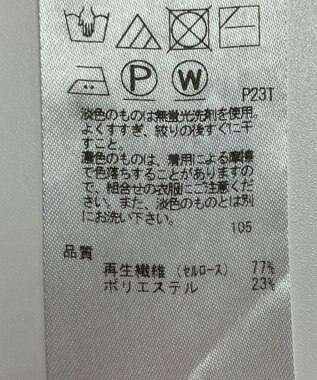 P W P23T
淡色のものは無蛍光洗剤を使用。
よくすすぎ、絞りの後すぐに干
すこと。
濃色のものは、着用による摩擦
で色落ちすることがありますの
で、組合せの衣服にご注意くださ
い。また、淡色のものとは別
にお洗い下さい。
105
品質
再生繊維 (セルロース) 77%
ポリエステル 23%